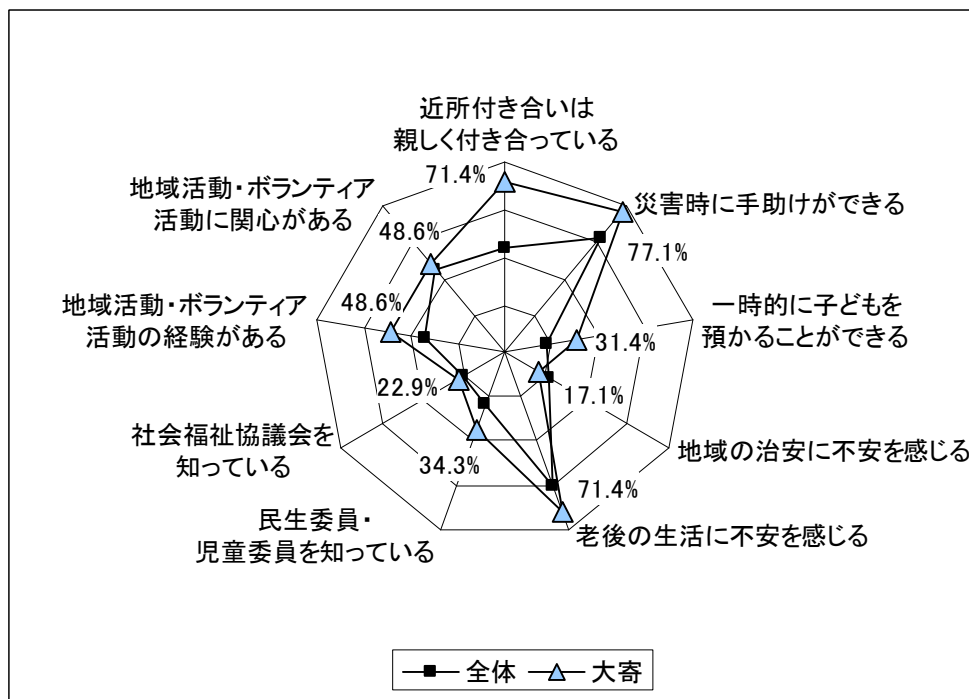 近所付き合いは
親しく付き合っている
71.4%
災害時に手助けができる
77.1%
一時的に子どもを
預かることができる
31.4%
地域の治安に不安を感じる
17.1%
老後の生活に不安を感じる
71.4%
民生委員・
児童委員を知っている
34.3%
社会福祉協議会を
知っている
22.9%
地域活動・ボランティア
活動の経験がある
48.6%
地域活動・ボランティア
活動に関心がある
48.6%
全体 大寄